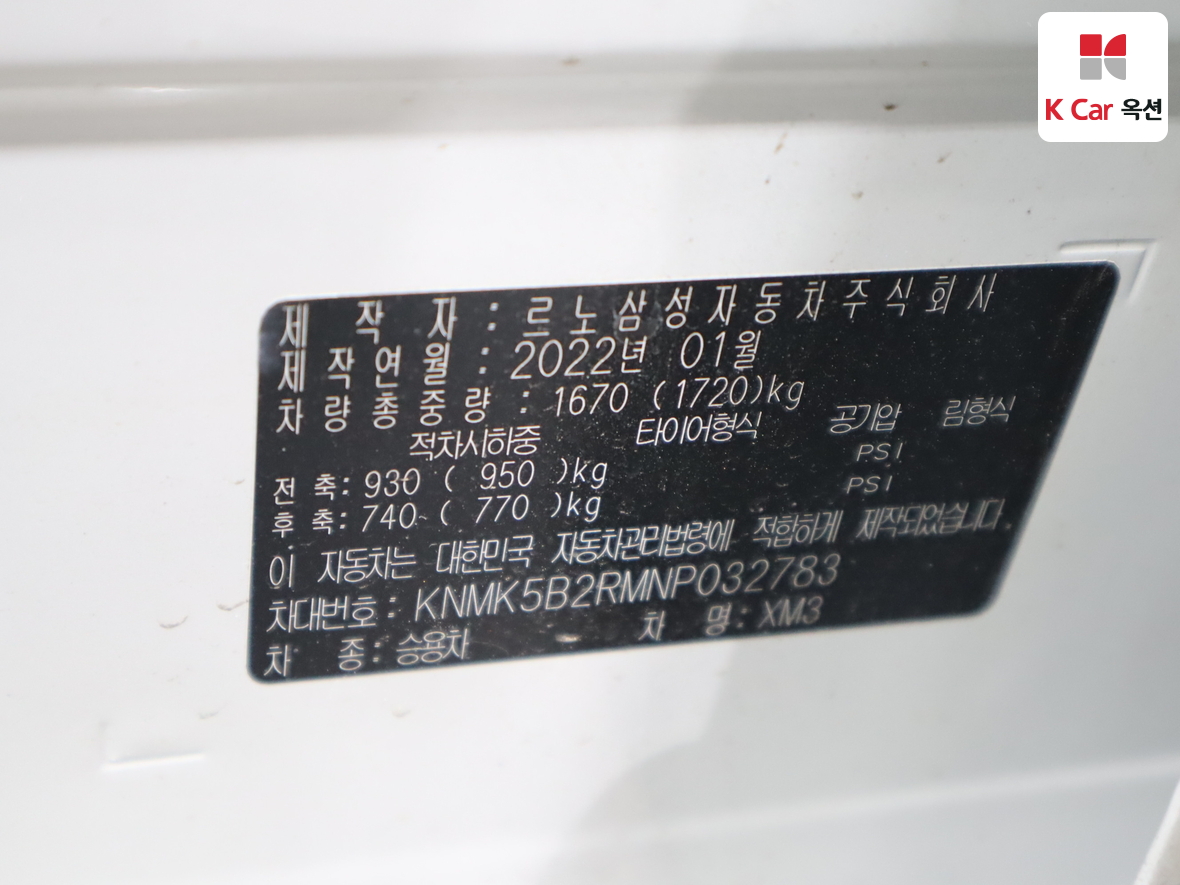 K Car 옥션
제 작 자 : 르노삼성자동차주식회사
제작연월 : 2022년 01월
차량총중량 : 1670 (1720)kg
적차시하중 타이어형식 공기압 림형식
전 축: 930 ( 950 )kg PSI
후 축: 740 ( 770 )kg PSI
이 자동차는 대한민국 자동차관리법령에 적합하게 제작되었습니다.
차대번호: KNMK5B2RMNP032783
차 종: 승용차 차 명: XM3